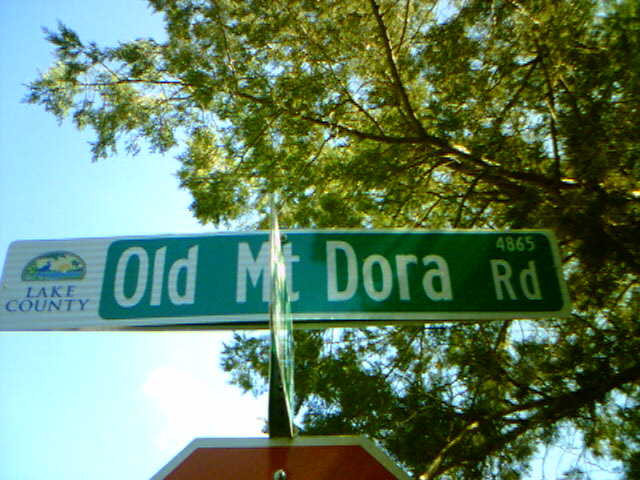 LAKE
COUNTY
Old Mt Dora Rd
4865